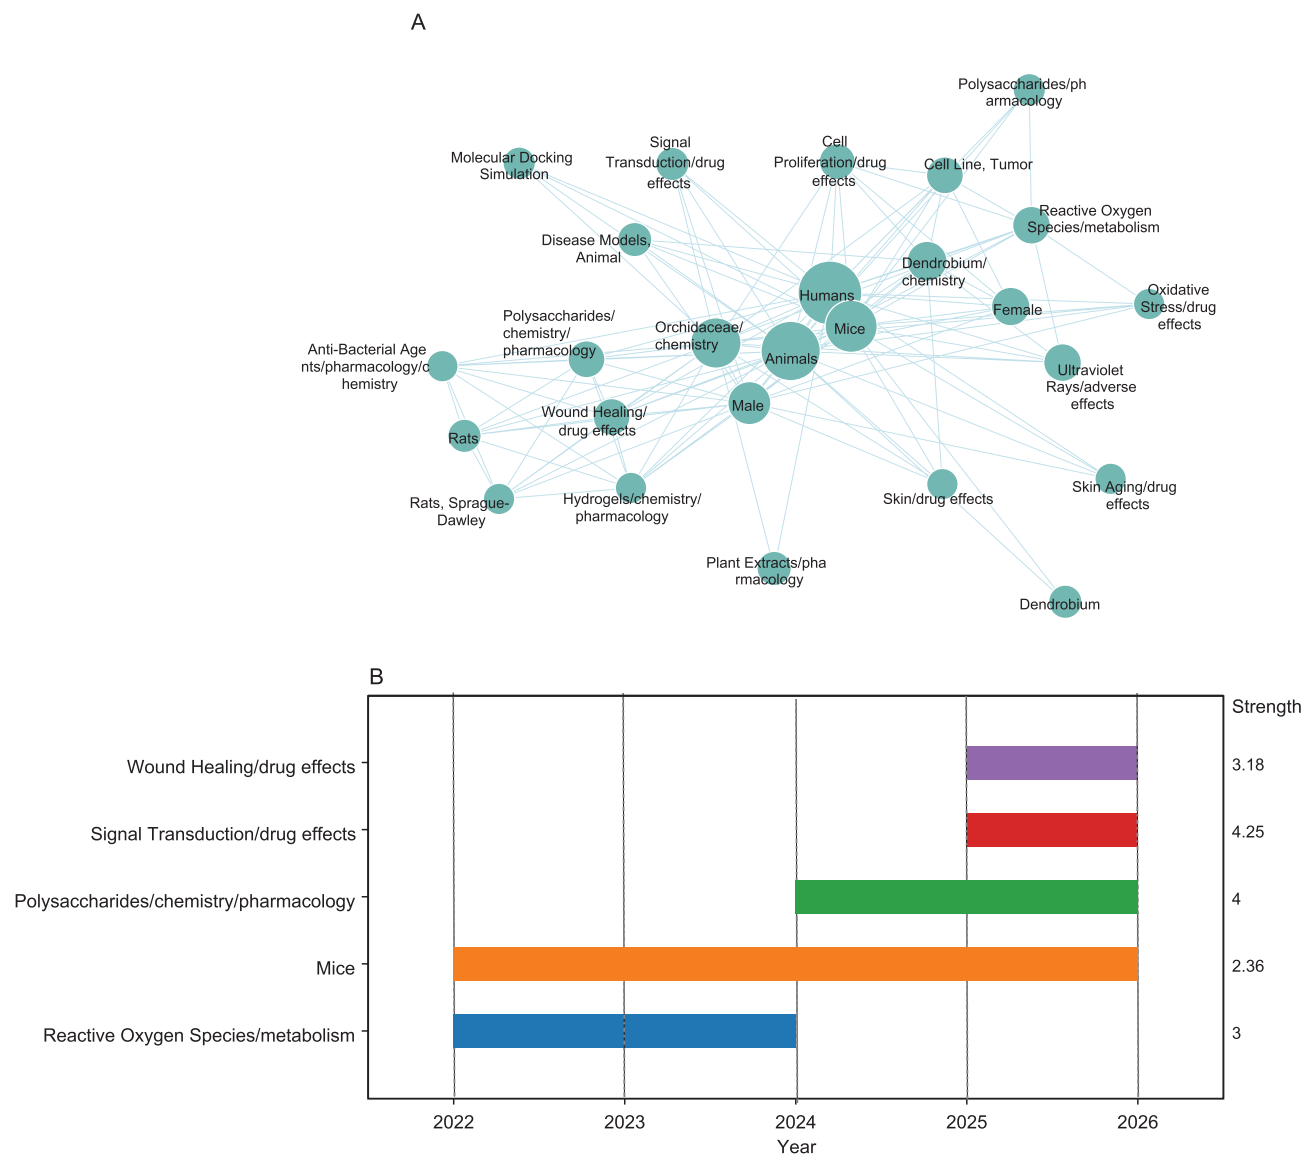 A
Polysaccharides/ph
armacology
Molecular Docking
Simulation
Signal
Transduction/drug
effects
Cell
Proliferation/drug
effects
Cell Line, Tumor
Reactive Oxygen
Species/metabolism
Disease Models,
Animal
Dendrobium/
chemistry
Humans
Oxidative
Stress/drug
effects
Female
Mice
Polysaccharides/
chemistry/
pharmacology
Orchidaceae/
chemistry
Animals
Anti-Bacterial Age
nts/pharmacology/c
hemistry
Ultraviolet
Rays/adverse
effects
Male
Wound Healing/
drug effects
Rats
Rats, Sprague-
Dawley
Hydrogels/chemistry/
pharmacology
Skin/drug effects
Skin Aging/drug
effects
Plant Extracts/pha
rmacology
Dendrobium
B
Strength
Wound Healing/drug effects
3.18
Signal Transduction/drug effects
4.25
Polysaccharides/chemistry/pharmacology
4
Mice
2.36
Reactive Oxygen Species/metabolism
3
2022
2023
2024
2025
2026
Year